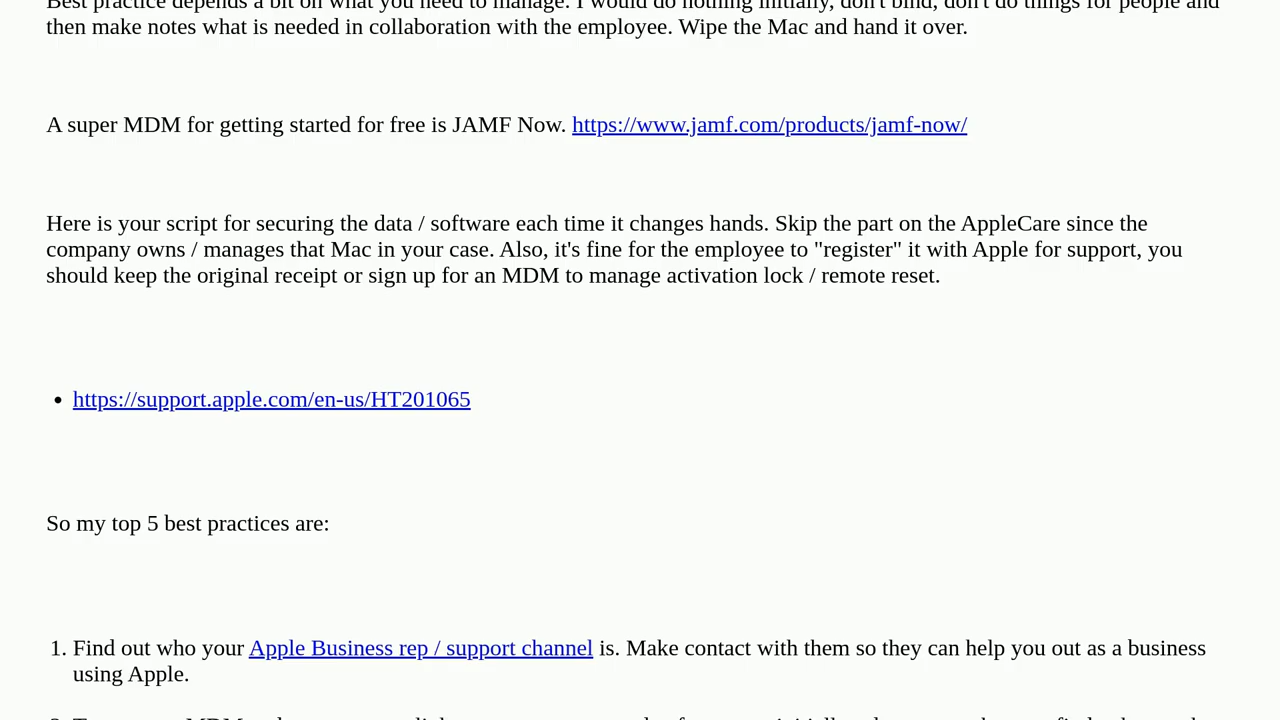 Best practice depends a bit on what you need to manage. I would do nothing initially, don't bind, don't do things for people and
then make notes what is needed in collaboration with the employee. Wipe the Mac and hand it over.
A super MDM for getting started for free is JAMF Now. https://www.jamf.com/products/jamf-now/
Here is your script for securing the data / software each time it changes hands. Skip the part on the AppleCare since the
company owns / manages that Mac in your case. Also, it's fine for the employee to "register" it with Apple for support, you
should keep the original receipt or sign up for an MDM to manage activation lock / remote reset.
• https://support.apple.com/en-us/HT201065
So my top 5 best practices are:
1. Find out who your Apple Business rep / support channel is. Make contact with them so they can help you out as a business
using Apple.